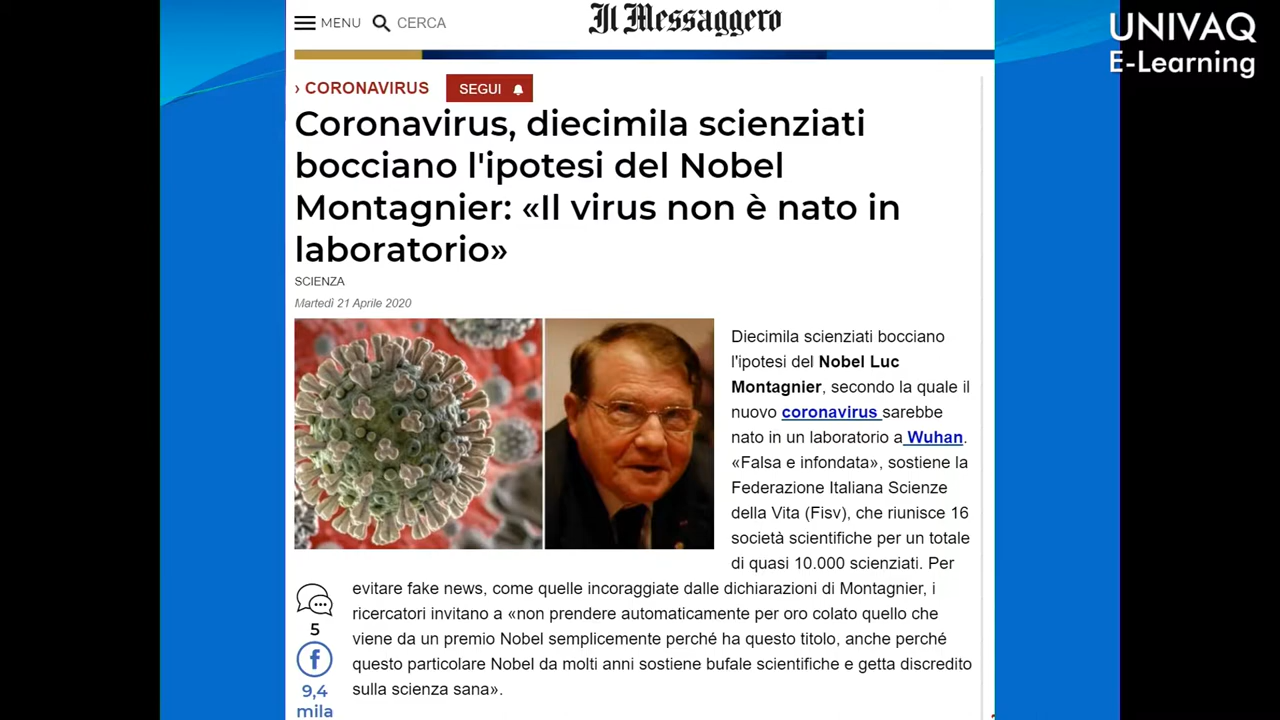 MENU CERCA
Il Messaggero
UNIVAQ
E-Learning
› CORONAVIRUS SEGUI
Coronavirus, diecimila scienziati
bocciano l'ipotesi del Nobel
Montagnier: «Il virus non è nato in
laboratorio»
SCIENZA
Martedì 21 Aprile 2020
Diecimila scienziati bocciano
l'ipotesi del Nobel Luc
Montagnier, secondo la quale il
nuovo coronavirus sarebbe
nato in un laboratorio a Wuhan.
«Falsa e infondata», sostiene la
Federazione Italiana Scienze
della Vita (Fisv), che riunisce 16
società scientifiche per un totale
di quasi 10.000 scienziati. Per
evitare fake news, come quelle incoraggiate dalle dichiarazioni di Montagnier, i
ricercatori invitano a «non prendere automaticamente per oro colato quello che
viene da un premio Nobel semplicemente perché ha questo titolo, anche perché
questo particolare Nobel da molti anni sostiene bufale scientifiche e getta discredito
sulla scienza sana».
5
f
9,4
mila